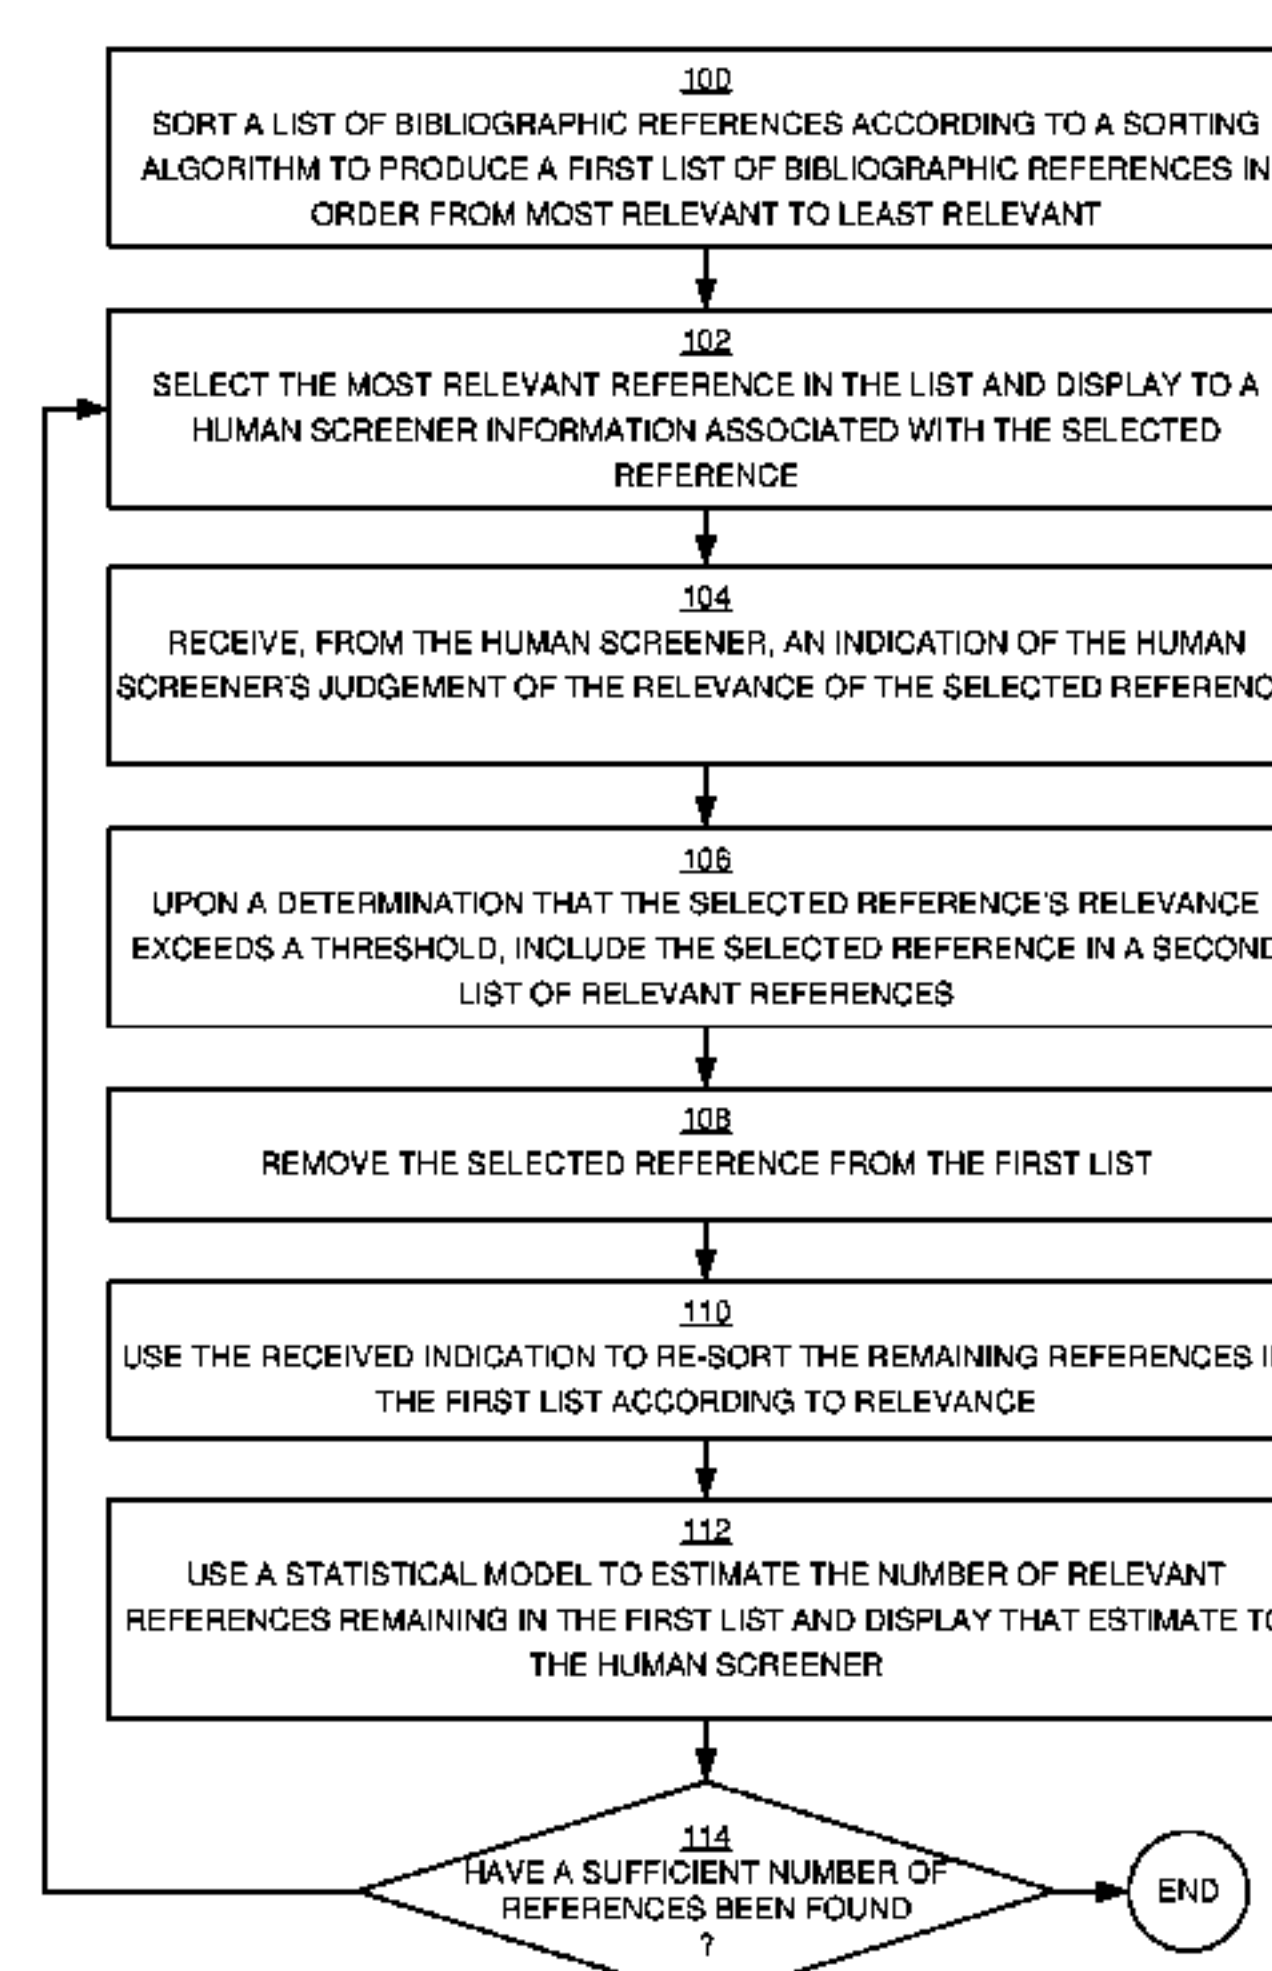 100
SORT A LIST OF BIBLIOGRAPHIC REFERENCES ACCORDING TO A SORTING
ALGORITHM TO PRODUCE A FIRST LIST OF BIBLIOGRAPHIC REFERENCES IN
ORDER FROM MOST RELEVANT TO LEAST RELEVANT
102
SELECT THE MOST RELEVANT REFERENCE IN THE LIST AND DISPLAY TO A
HUMAN SCREENER INFORMATION ASSOCIATED WITH THE SELECTED
REFERENCE
104
RECEIVE, FROM THE HUMAN SCREENER, AN INDICATION OF THE HUMAN
SCREENER'S JUDGEMENT OF THE RELEVANCE OF THE SELECTED REFERENC
106
UPON A DETERMINATION THAT THE SELECTED REFERENCE'S RELEVANCE
EXCEEDS A THRESHOLD, INCLUDE THE SELECTED REFERENCE IN A SECOND
LIST OF RELEVANT REFERENCES
108
REMOVE THE SELECTED REFERENCE FROM THE FIRST LIST
110
USE THE RECEIVED INDICATION TO RE-SORT THE REMAINING REFERENCES I
THE FIRST LIST ACCORDING TO RELEVANCE
112
USE A STATISTICAL MODEL TO ESTIMATE THE NUMBER OF RELEVANT
REFERENCES REMAINING IN THE FIRST LIST AND DISPLAY THAT ESTIMATE TO
THE HUMAN SCREENER
114
HAVE A SUFFICIENT NUMBER OF
REFERENCES BEEN FOUND
?
END